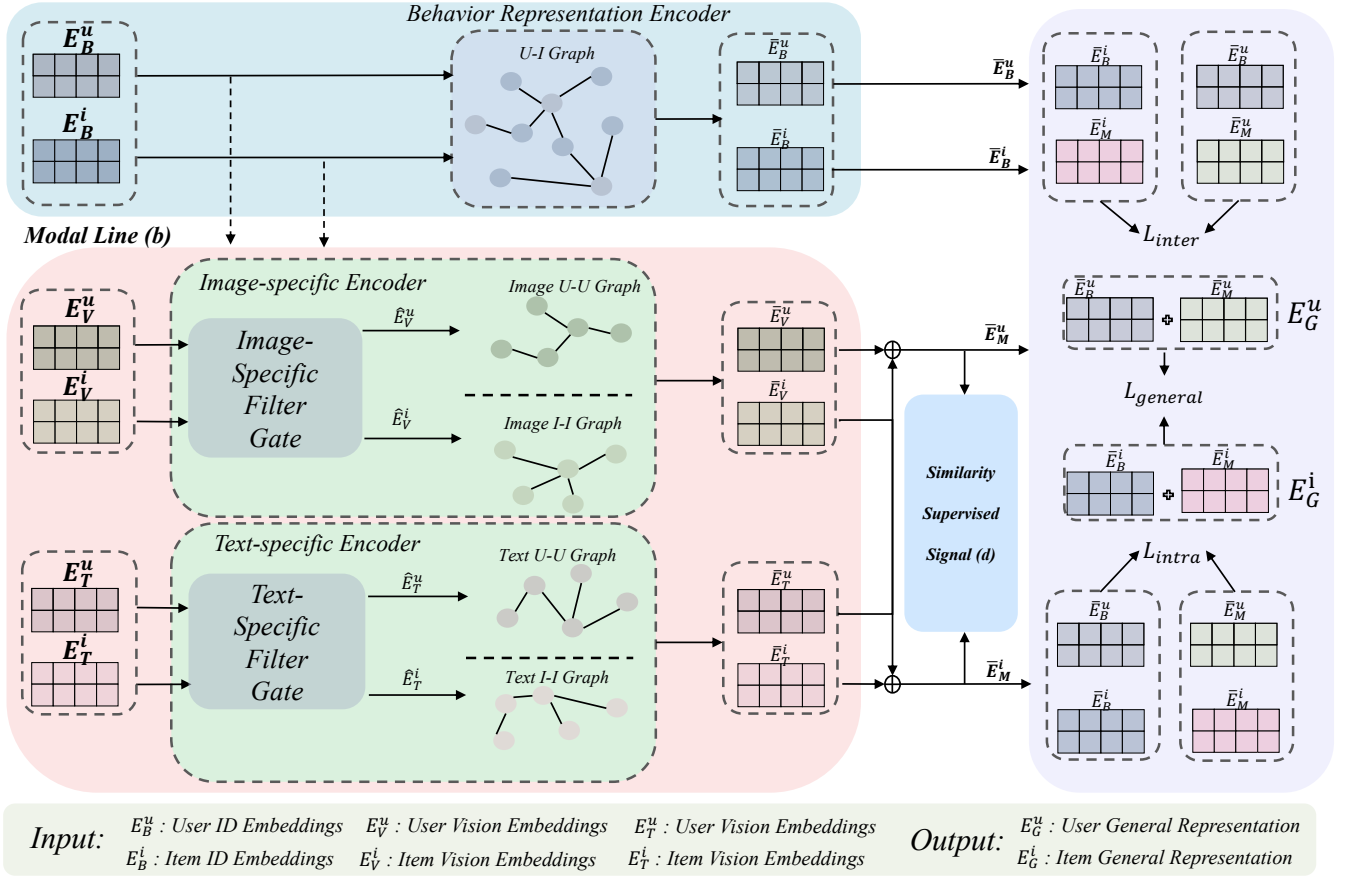 Behavior Representation Encoder
E_B^u
E_B^i
U-I Graph
Ē_B^u
Ē_B^i
Ē_B^u
Ē_B^i
Ē_B^i
Ē_M^i
Ē_B^u
Ē_M^u
L_inter
Modal Line (b)
Image-specific Encoder
E_V^u
E_V^i
Image-
Specific
Filter
Gate
Ê_V^u
Ê_V^i
Image U-U Graph
Image I-I Graph
Ē_V^u
Ē_V^i
Ē_M^u
Similarity
Supervised
Signal (d)
Ē_B^u + Ē_M^u E_G^u
L_general
Ē_B^i + Ē_M^i E_G^i
Text-specific Encoder
E_T^u
E_T^i
Text-
Specific
Filter
Gate
Ê_T^u
Ê_T^i
Text U-U Graph
Text I-I Graph
Ē_T^u
Ē_T^i
Ē_M^i
L_intra
Ē_B^u
Ē_B^i
Ē_M^u
Ē_M^i
Input:
E_B^u : User ID Embeddings E_V^u : User Vision Embeddings E_T^u : User Vision Embeddings
E_B^i : Item ID Embeddings E_V^i : Item Vision Embeddings E_T^i : Item Vision Embeddings
Output:
E_G^u : User General Representation
E_G^i : Item General Representation